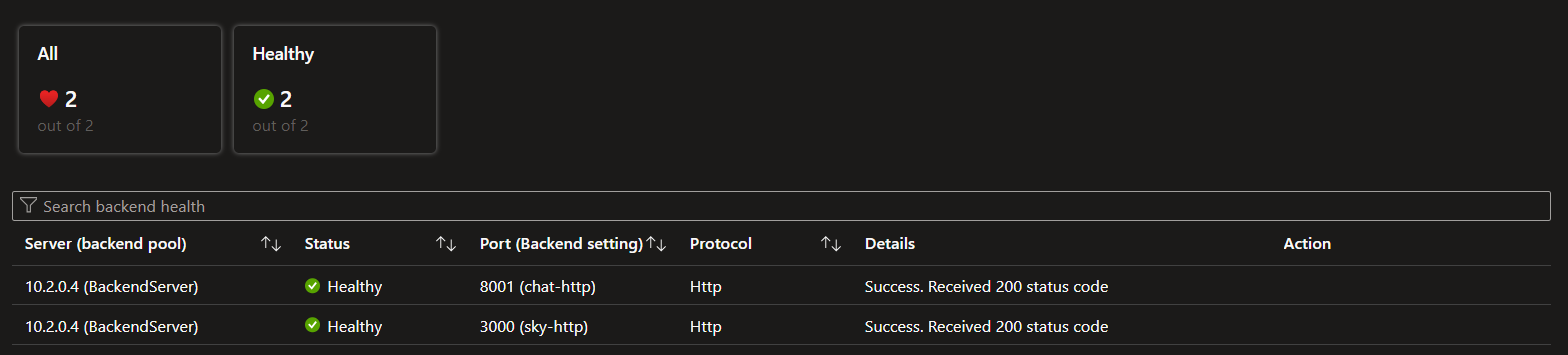 All Healthy
2 2
out of 2 out of 2
Search backend health
Server (backend pool) Status Port (Backend setting) Protocol Details Action
10.2.0.4 (BackendServer) Healthy 8001 (chat-http) Http Success. Received 200 status code
10.2.0.4 (BackendServer) Healthy 3000 (sky-http) Http Success. Received 200 status code